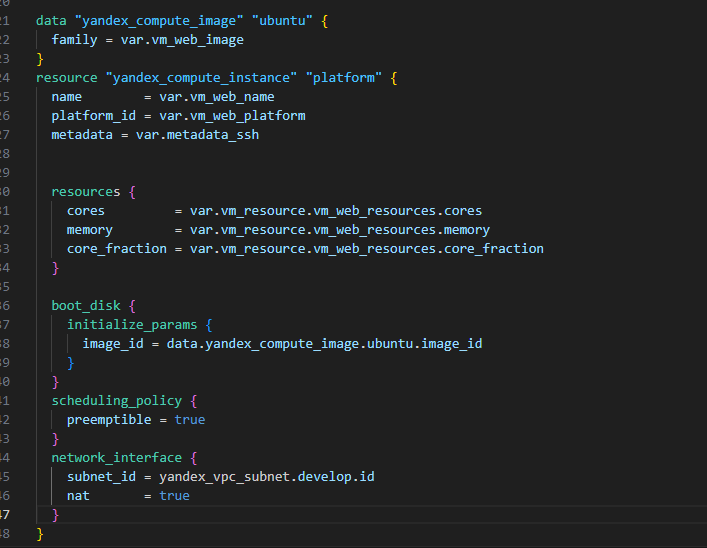 20
21 data "yandex_compute_image" "ubuntu" {
22   family = var.vm_web_image
23 }
24 resource "yandex_compute_instance" "platform" {
25   name        = var.vm_web_name
26   platform_id = var.vm_web_platform
27   metadata = var.metadata_ssh
28
29
30   resources {
31     cores         = var.vm_resource.vm_web_resources.cores
32     memory        = var.vm_resource.vm_web_resources.memory
33     core_fraction = var.vm_resource.vm_web_resources.core_fraction
34   }
35
36   boot_disk {
37     initialize_params {
38       image_id = data.yandex_compute_image.ubuntu.image_id
39     }
40   }
41   scheduling_policy {
42     preemptible = true
43   }
44   network_interface {
45     subnet_id = yandex_vpc_subnet.develop.id
46     nat       = true
47   }
48 }